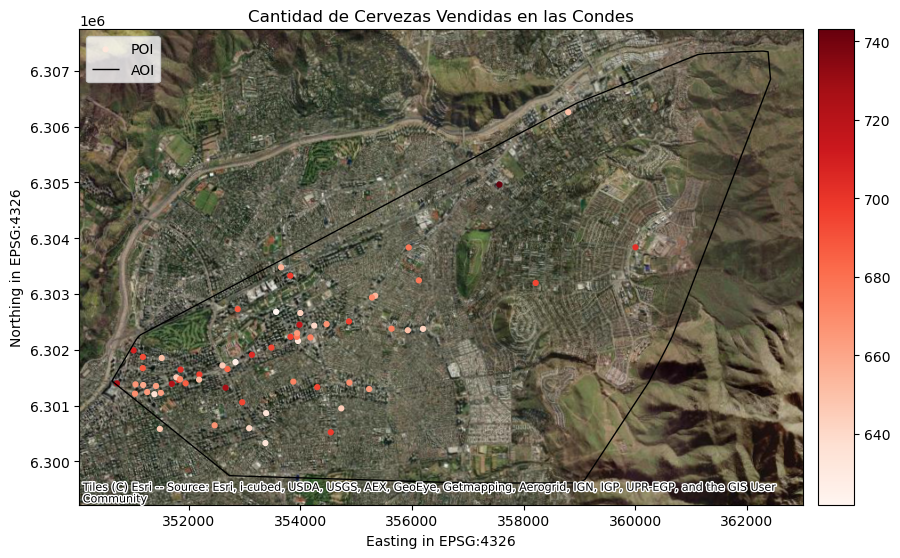 Cantidad de Cervezas Vendidas en las Condes
1e6
POI
AOI
6.307
6.306
6.305
6.304
6.303
6.302
6.301
6.300
Northing in EPSG:4326
740
720
700
680
660
640
Tiles (C) Esri -- Source: Esri, i-cubed, USDA, USGS, AEX, GeoEye, Getmapping, Aerogrid, IGN, IGP, UPR-EGP, and the GIS User
Community
352000 354000 356000 358000 360000 362000
Easting in EPSG:4326